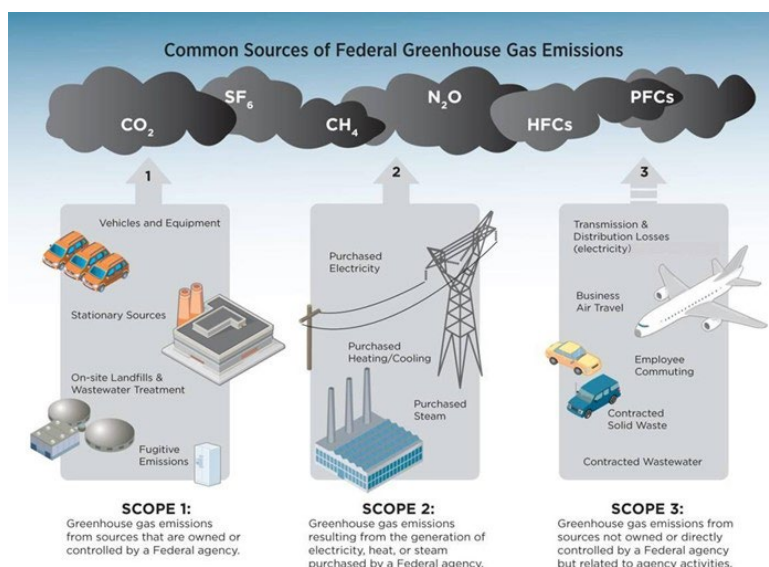 Common Sources of Federal Greenhouse Gas Emissions
SF₆
N₂O
PFCs
CO₂
CH₄
HFCs
1
2
3
Vehicles and Equipment
Stationary Sources
On-site Landfills &
Wastewater Treatment
Fugitive
Emissions
Purchased
Electricity
Purchased
Heating/Cooling
Purchased
Steam
Transmission &
Distribution Losses
(electricity)
Business
Air Travel
Employee
Commuting
Contracted
Solid Waste
Contracted Wastewater
SCOPE 1:
Greenhouse gas emissions
from sources that are owned or
controlled by a Federal agency.
SCOPE 2:
Greenhouse gas emissions
resulting from the generation of
electricity, heat, or steam
purchased by a Federal agency.
SCOPE 3:
Greenhouse gas emissions from
sources not owned or directly
controlled by a Federal agency
but related to agency activities.